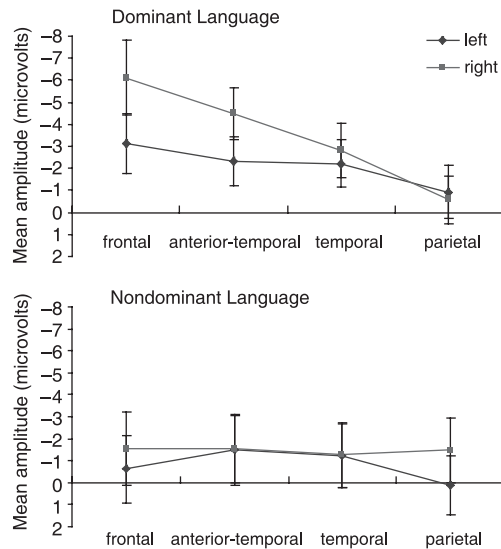 Dominant Language
left
right
Mean amplitude (microvolts)
–8
–7
–6
–5
–4
–3
–2
–1
0
1
2
frontal anterior-temporal temporal parietal
Nondominant Language
Mean amplitude (microvolts)
–8
–7
–6
–5
–4
–3
–2
–1
0
1
2
frontal anterior-temporal temporal parietal